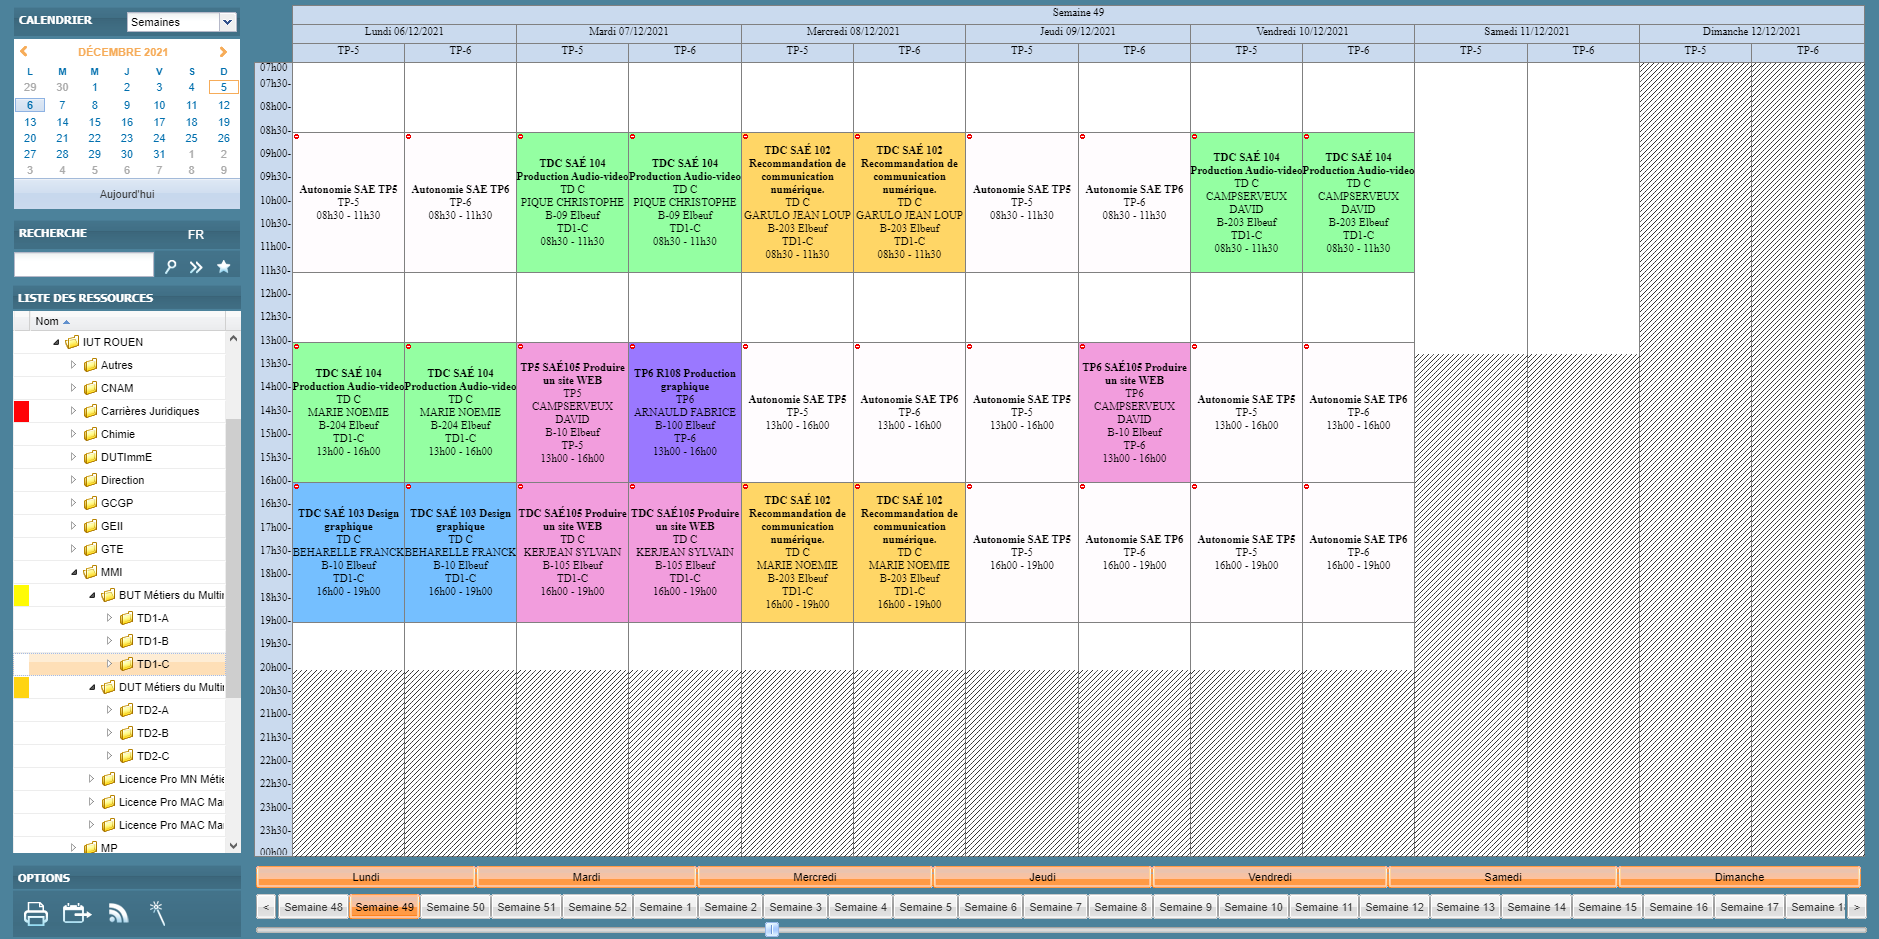 CALENDRIER
Semaines
DÉCEMBRE 2021
L M M J V S D
29 30 1 2 3 4 5
6 7 8 9 10 11 12
13 14 15 16 17 18 19
20 21 22 23 24 25 26
27 28 29 30 31 1 2
3 4 5 6 7 8 9
Aujourd'hui
RECHERCHE FR
LISTE DES RESSOURCES
Nom
IUT ROUEN
Autres
CNAM
Carrières Juridiques
Chimie
DUTImmE
Direction
GCGP
GEII
GTE
MMI
BUT Métiers du Multin
TD1-A
TD1-B
TD1-C
DUT Métiers du Multin
TD2-A
TD2-B
TD2-C
Licence Pro MN Métie
Licence Pro MAC Ma
Licence Pro MAC Ma
MP
OPTIONS
Semaine 49
Lundi 06/12/2021 Mardi 07/12/2021 Mercredi 08/12/2021 Jeudi 09/12/2021 Vendredi 10/12/2021 Samedi 11/12/2021 Dimanche 12/12/2021
TP-5 TP-6 TP-5 TP-6 TP-5 TP-6 TP-5 TP-6 TP-5 TP-6 TP-5 TP-6 TP-5 TP-6
07h00
07h30-
08h00-
08h30-
09h00-
09h30-
10h00-
10h30-
11h00-
11h30-
12h00-
12h30-
13h00-
13h30-
14h00-
14h30-
15h00-
15h30-
16h00-
16h30-
17h00-
17h30-
18h00-
18h30-
19h00-
19h30-
20h00-
20h30-
21h00-
21h30-
22h00-
22h30-
23h00-
23h30-
00h00
Autonomie SAE TP5
TP-5
08h30 - 11h30
Autonomie SAE TP6
TP-6
08h30 - 11h30
TDC SAÉ 104
Production Audio-video
TD C
PIQUE CHRISTOPHE
B-09 Elbeuf
TD1-C
08h30 - 11h30
TDC SAÉ 104
Production Audio-video
TD C
PIQUE CHRISTOPHE
B-09 Elbeuf
TD1-C
08h30 - 11h30
TDC SAÉ 102
Recommandation de
communication
numérique.
TD C
GARULO JEAN LOUP
B-203 Elbeuf
TD1-C
08h30 - 11h30
TDC SAÉ 102
Recommandation de
communication
numérique.
TD C
GARULO JEAN LOUP
B-203 Elbeuf
TD1-C
08h30 - 11h30
Autonomie SAE TP5
TP-5
08h30 - 11h30
Autonomie SAE TP6
TP-6
08h30 - 11h30
TDC SAÉ 104
Production Audio-video
TD C
CAMPSERVEUX
DAVID
B-203 Elbeuf
TD1-C
08h30 - 11h30
TDC SAÉ 104
Production Audio-video
TD C
CAMPSERVEUX
DAVID
B-203 Elbeuf
TD1-C
08h30 - 11h30
TDC SAÉ 104
Production Audio-video
TD C
MARIE NOEMIE
B-204 Elbeuf
TD1-C
13h00 - 16h00
TDC SAÉ 104
Production Audio-video
TD C
MARIE NOEMIE
B-204 Elbeuf
TD1-C
13h00 - 16h00
TP5 SAÉ105 Produire
un site WEB
TP5
CAMPSERVEUX
DAVID
B-10 Elbeuf
TP-5
13h00 - 16h00
TP6 R108 Production
graphique
TP6
ARNAULD FABRICE
B-100 Elbeuf
TP-6
13h00 - 16h00
Autonomie SAE TP5
TP-5
13h00 - 16h00
Autonomie SAE TP6
TP-6
13h00 - 16h00
Autonomie SAE TP5
TP-5
13h00 - 16h00
TP6 SAÉ105 Produire
un site WEB
TP6
CAMPSERVEUX
DAVID
B-10 Elbeuf
TP-6
13h00 - 16h00
Autonomie SAE TP5
TP-5
13h00 - 16h00
Autonomie SAE TP6
TP-6
13h00 - 16h00
TDC SAÉ 103 Design
graphique
TD C
BEHARELLE FRANCK
B-10 Elbeuf
TD1-C
16h00 - 19h00
TDC SAÉ 103 Design
graphique
TD C
BEHARELLE FRANCK
B-10 Elbeuf
TD1-C
16h00 - 19h00
TDC SAÉ105 Produire
un site WEB
TD C
KERJEAN SYLVAIN
B-105 Elbeuf
TD1-C
16h00 - 19h00
TDC SAÉ105 Produire
un site WEB
TD C
KERJEAN SYLVAIN
B-105 Elbeuf
TD1-C
16h00 - 19h00
TDC SAÉ 102
Recommandation de
communication
numérique.
TD C
MARIE NOEMIE
B-203 Elbeuf
TD1-C
16h00 - 19h00
TDC SAÉ 102
Recommandation de
communication
numérique.
TD C
MARIE NOEMIE
B-203 Elbeuf
TD1-C
16h00 - 19h00
Autonomie SAE TP5
TP-5
16h00 - 19h00
Autonomie SAE TP6
TP-6
16h00 - 19h00
Autonomie SAE TP5
TP-5
16h00 - 19h00
Autonomie SAE TP6
TP-6
16h00 - 19h00
Lundi Mardi Mercredi Jeudi Vendredi Samedi Dimanche
< Semaine 48 Semaine 49 Semaine 50 Semaine 51 Semaine 52 Semaine 1 Semaine 2 Semaine 3 Semaine 4 Semaine 5 Semaine 6 Semaine 7 Semaine 8 Semaine 9 Semaine 10 Semaine 11 Semaine 12 Semaine 13 Semaine 14 Semaine 15 Semaine 16 Semaine 17 Semaine 1 >